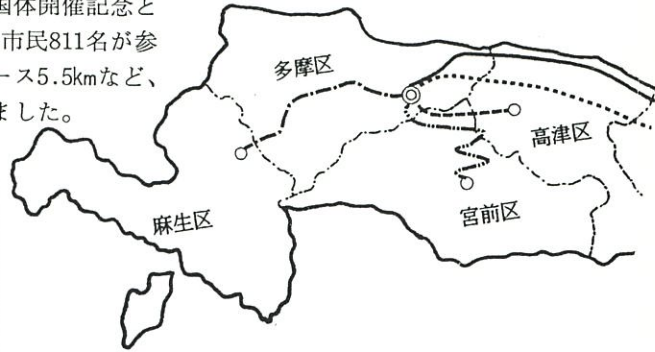 国体開催記念と
市民811名が参
ース5.5kmなど、
ました。
多摩区
高津区
麻生区
宮前区